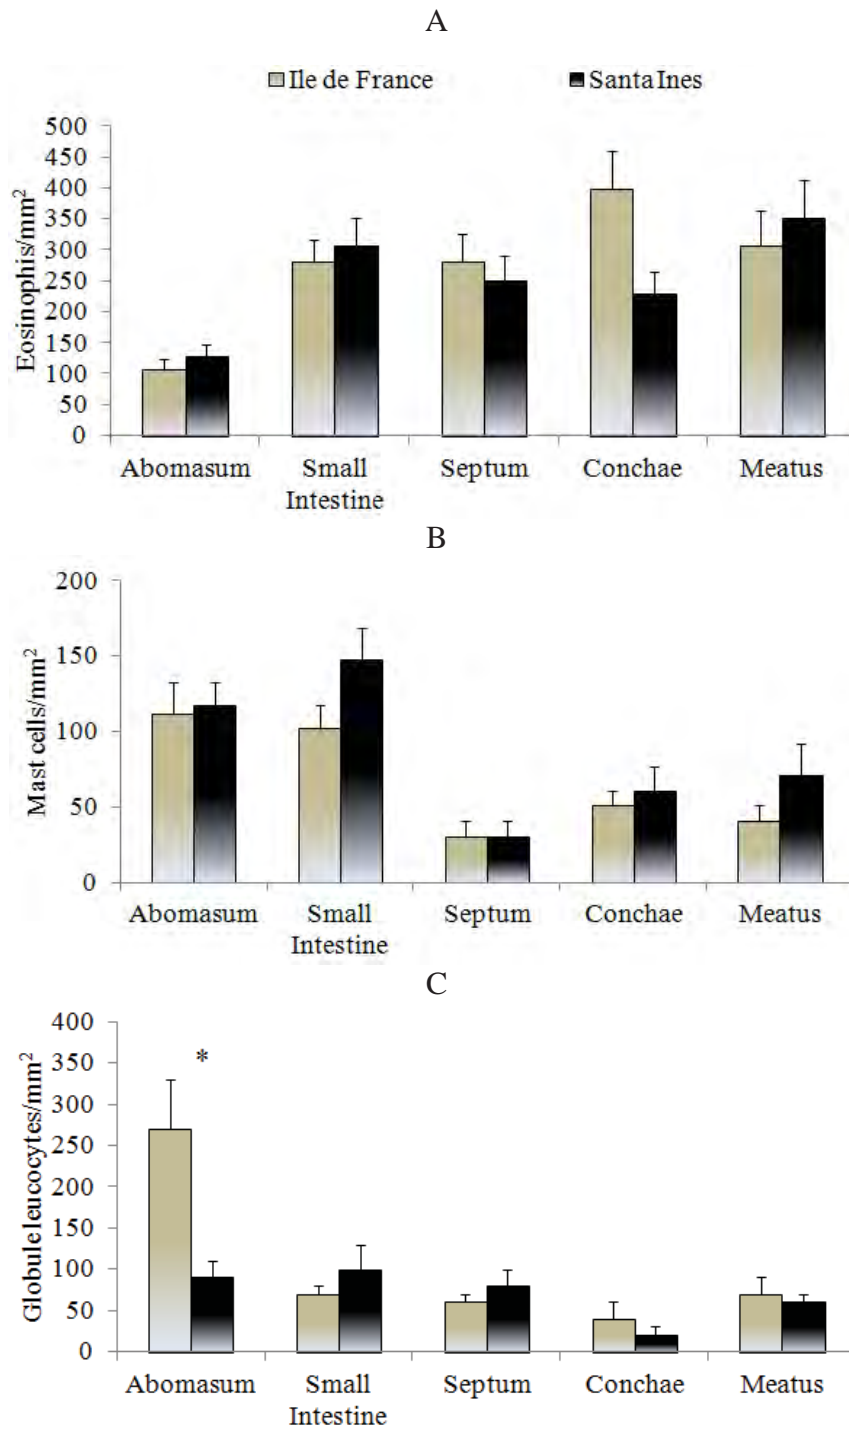 A
Ile de France Santa Ines
Eosinophis/mm²
500
450
400
350
300
250
200
150
100
50
0
Abomasum Small Septum Conchae Meatus
Intestine
B
Mast cells/mm²
200
150
100
50
0
Abomasum Small Septum Conchae Meatus
Intestine
C
Globule leucocytes/mm²
400
350
300
250
200
150
100
50
0
*
Abomasum Small Septum Conchae Meatus
Intestine